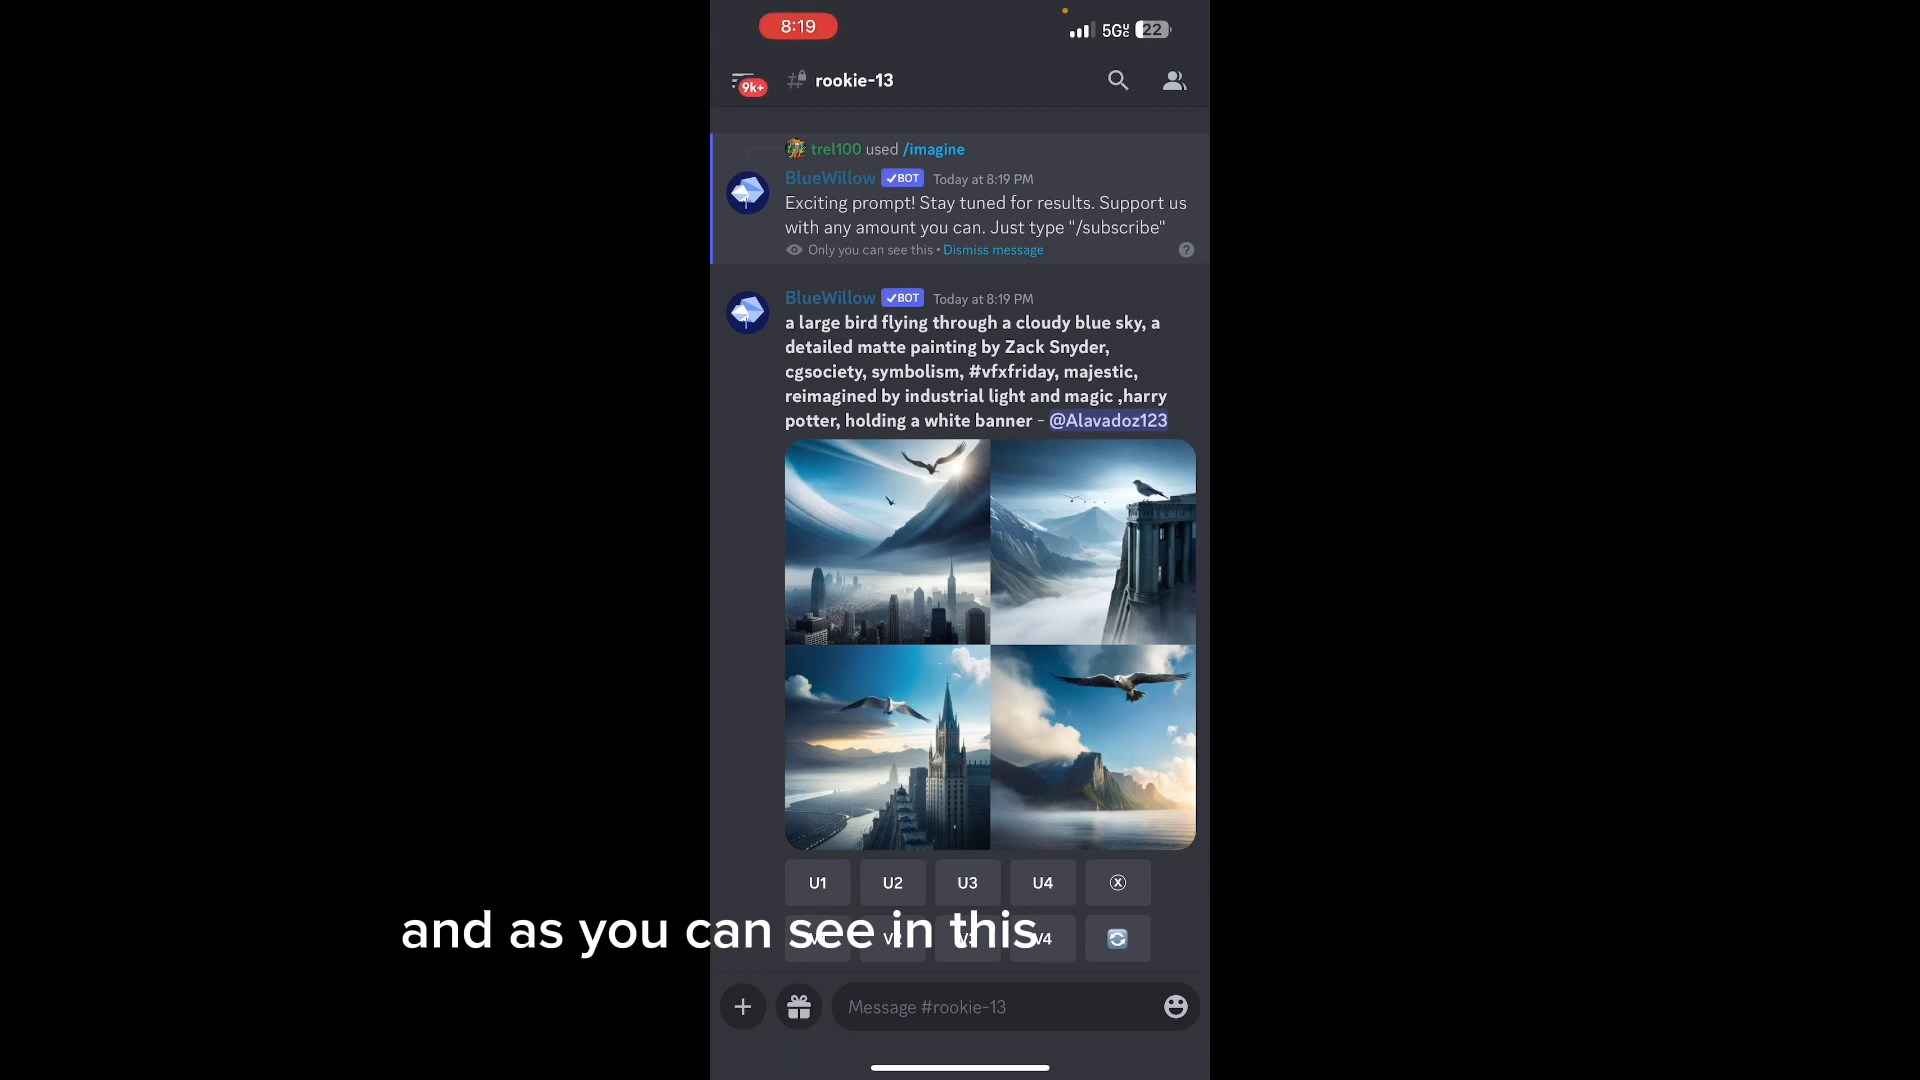 8:19
5GUC 22
9k+
rookie-13
trel100 used /imagine
BlueWillow BOT Today at 8:19 PM
Exciting prompt! Stay tuned for results. Support us
with any amount you can. Just type "/subscribe"
Only you can see this • Dismiss message
?
BlueWillow BOT Today at 8:19 PM
a large bird flying through a cloudy blue sky, a
detailed matte painting by Zack Snyder,
cgsociety, symbolism, #vfxfriday, majestic,
reimagined by industrial light and magic ,harry
potter, holding a white banner - @Alavadoz123
U1 U2 U3 U4
V1 V2 V3 V4
and as you can see in this
Message #rookie-13